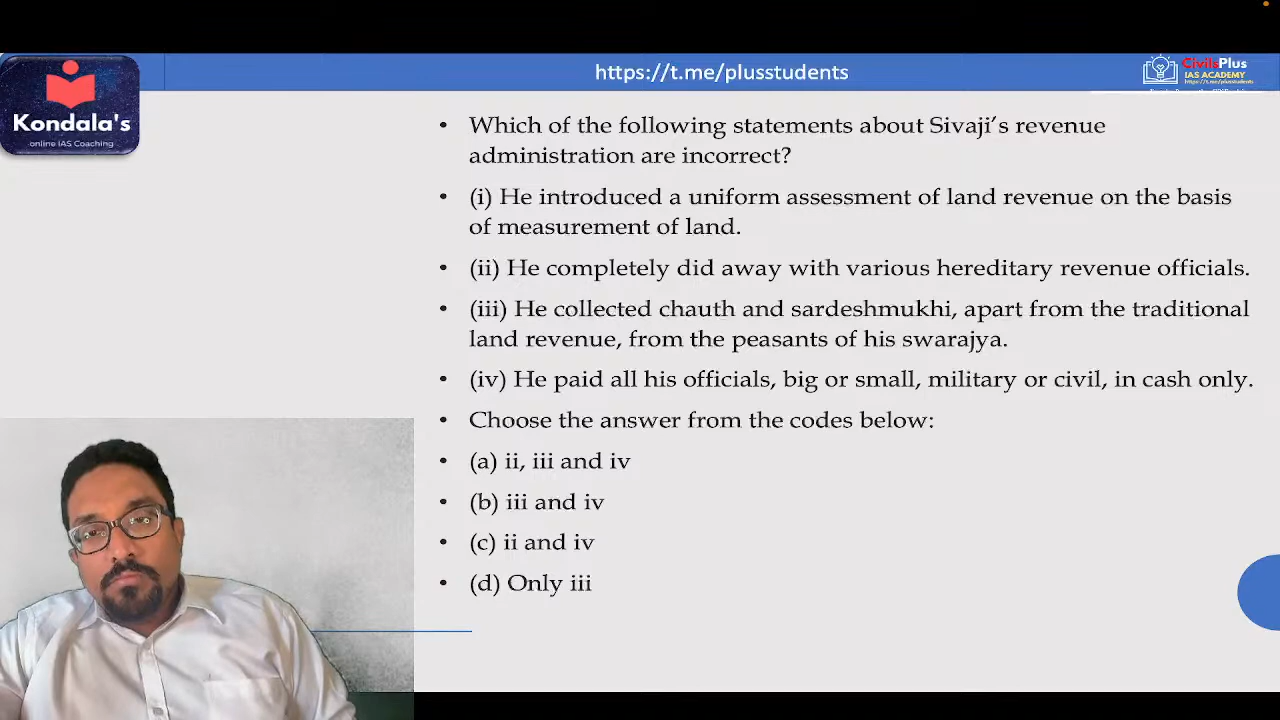 https://t.me/plusstudents
CivilsPlus
IAS ACADEMY
https://t.me/plusstudents
Kondala's
online IAS Coaching
• Which of the following statements about Sivaji's revenue
administration are incorrect?
• (i) He introduced a uniform assessment of land revenue on the basis
of measurement of land.
• (ii) He completely did away with various hereditary revenue officials.
• (iii) He collected chauth and sardeshmukhi, apart from the traditional
land revenue, from the peasants of his swarajya.
• (iv) He paid all his officials, big or small, military or civil, in cash only.
• Choose the answer from the codes below:
• (a) ii, iii and iv
• (b) iii and iv
• (c) ii and iv
• (d) Only iii